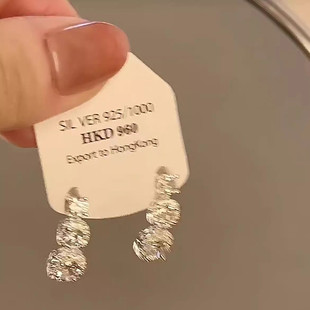 SILVER 925/1000
HKD 960
Export to HongKong